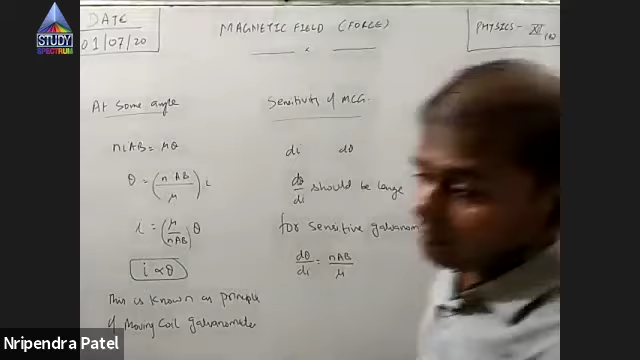 STUDY
SPECTRUM
DATE
01/07/20
MAGNETIC FIELD (FORCE)
PHYSICS - XII
At Some angle
niAB = μθ
θ = (nAB/μ) i
i = (μ/nAB) θ
i ∝ θ
This is known as principle
of Moving Coil galvanometer
Sensitivity of MCG.
di dθ
dθ/di should be large
for sensitive galvanom
dθ/di = nAB/μ
Nripendra Patel